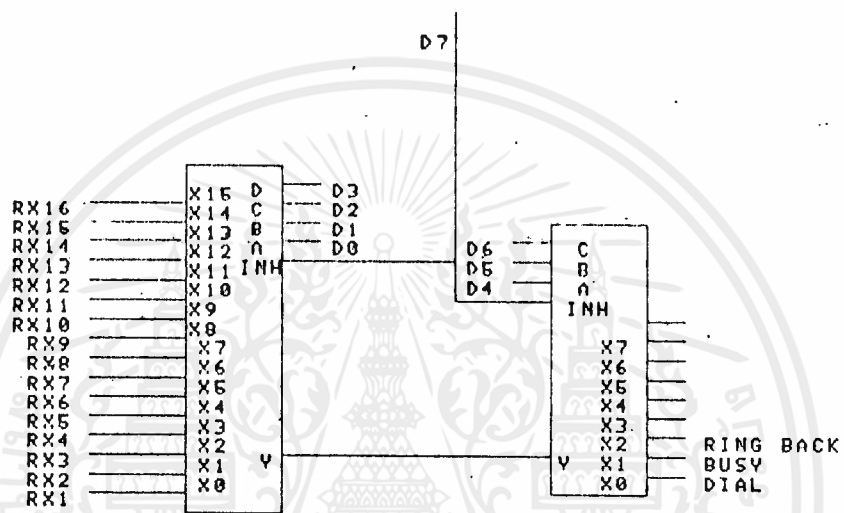 D7
X15 D D3
RX16 X14 C D2
RX15 X13 B D1
RX14 X12 A D0
RX13 X11 INH
RX12 X10
RX11 X9
RX10 X8
RX9 X7
RX8 X6
RX7 X5
RX6 X4
RX5 X3
RX4 X2
RX3 X1 Y
RX2 X0
RX1
D6 C
D5 B
D4 A
INH
X7
X6
X5
X4
X3
X2 RING BACK
Y X1 BUSY
X0 DIAL